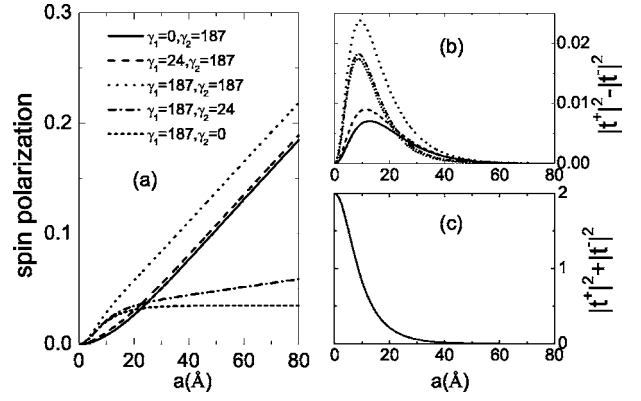 0.3
γ₁=0,γ₂=187
γ₁=24,γ₂=187
γ₁=187,γ₂=187
γ₁=187,γ₂=24
γ₁=187,γ₂=0
0.2
0.1
0.0
(a)
spin polarization
0 20 40 60 80
a(Å)
(b)
0.02
0.01
0.00
|t⁺|²-|t⁻|²
0 20 40 60 80
(c)
2
1
0
|t⁺|²+|t⁻|²
0 20 40 60 80
a(Å)